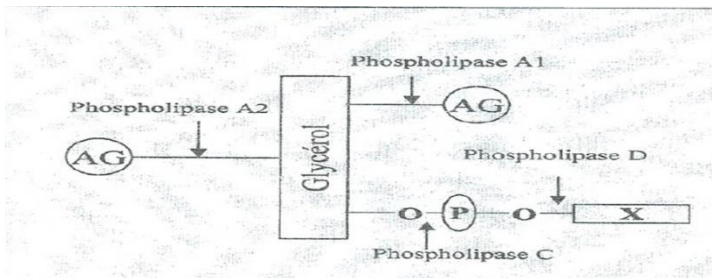 Phospholipase A1
AG
Phospholipase A2
AG
Glycérol
Phospholipase D
O P O X
Phospholipase C